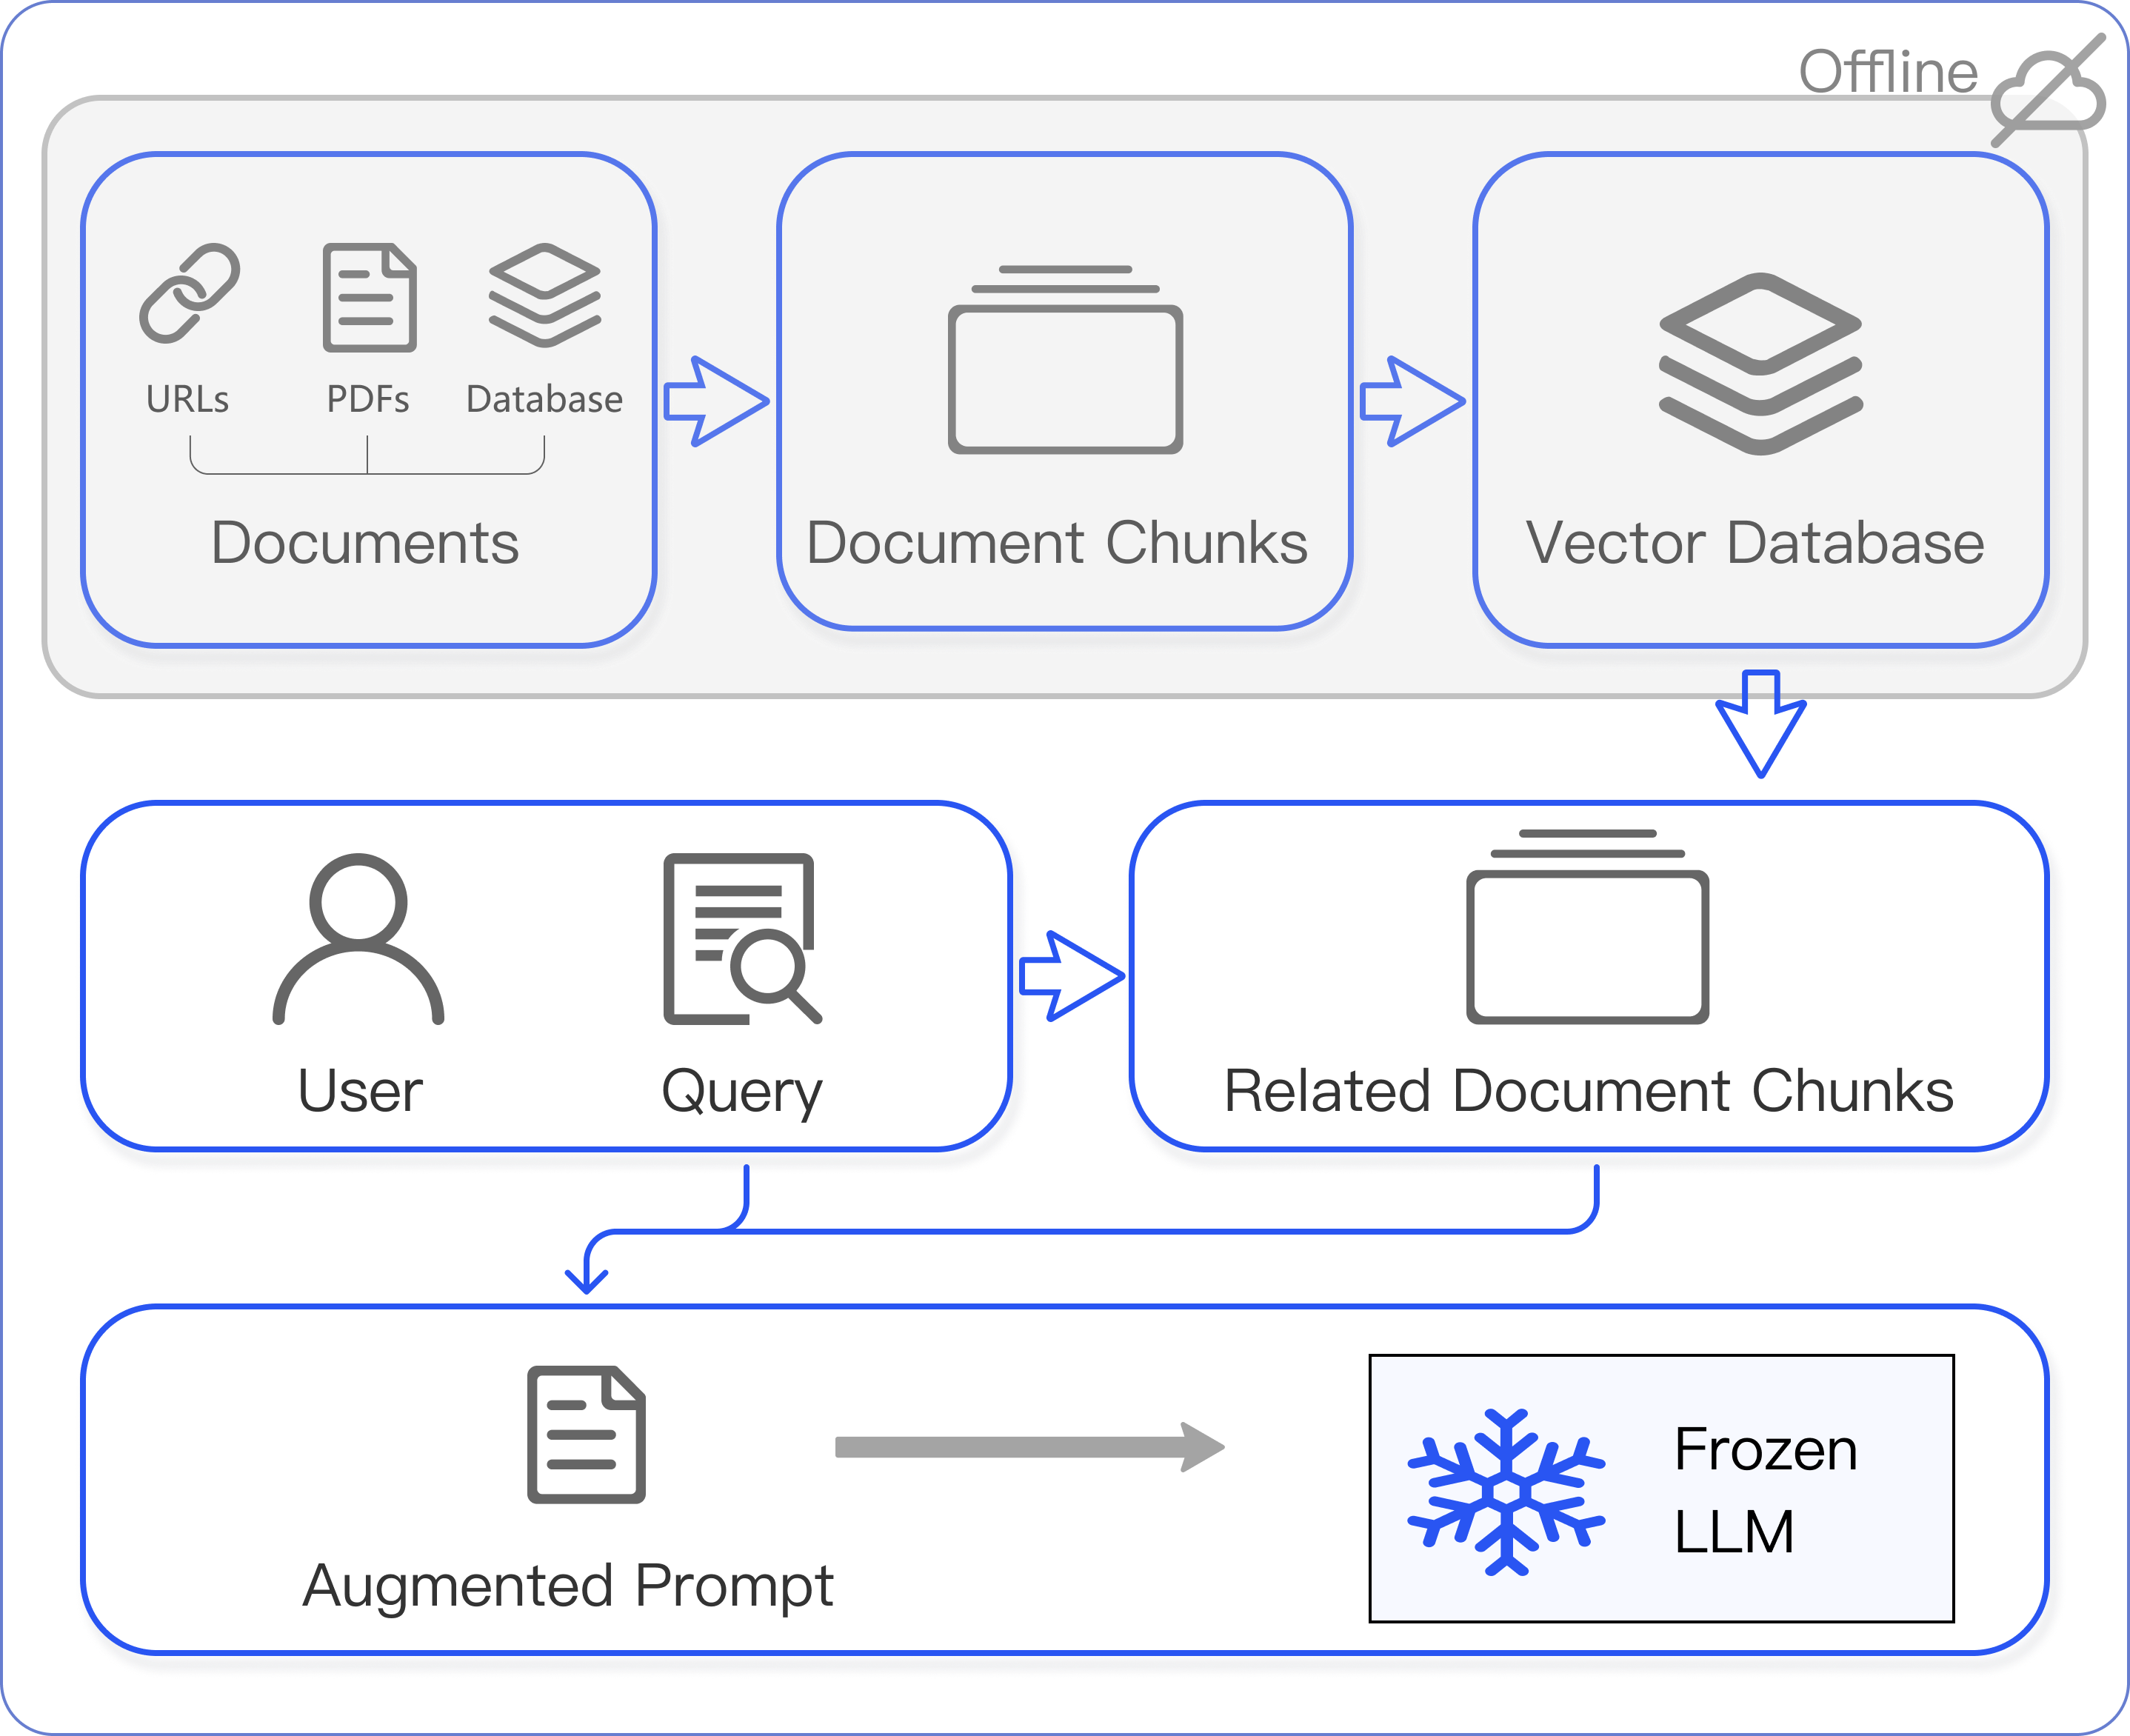 Offline
URLs
PDFs
Database
Documents
Document Chunks
Vector Database
User
Query
Related Document Chunks
Augmented Prompt
Frozen
LLM